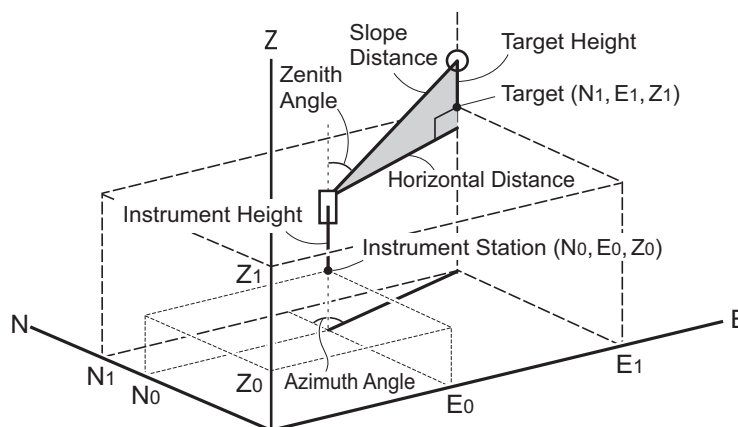 Z
Slope
Distance
Target Height
Zenith
Angle
Target (N1, E1, Z1)
Horizontal Distance
Instrument Height
Instrument Station (N0, E0, Z0)
Z1
N
E
N1
N0
Z0
Azimuth Angle
E0
E1